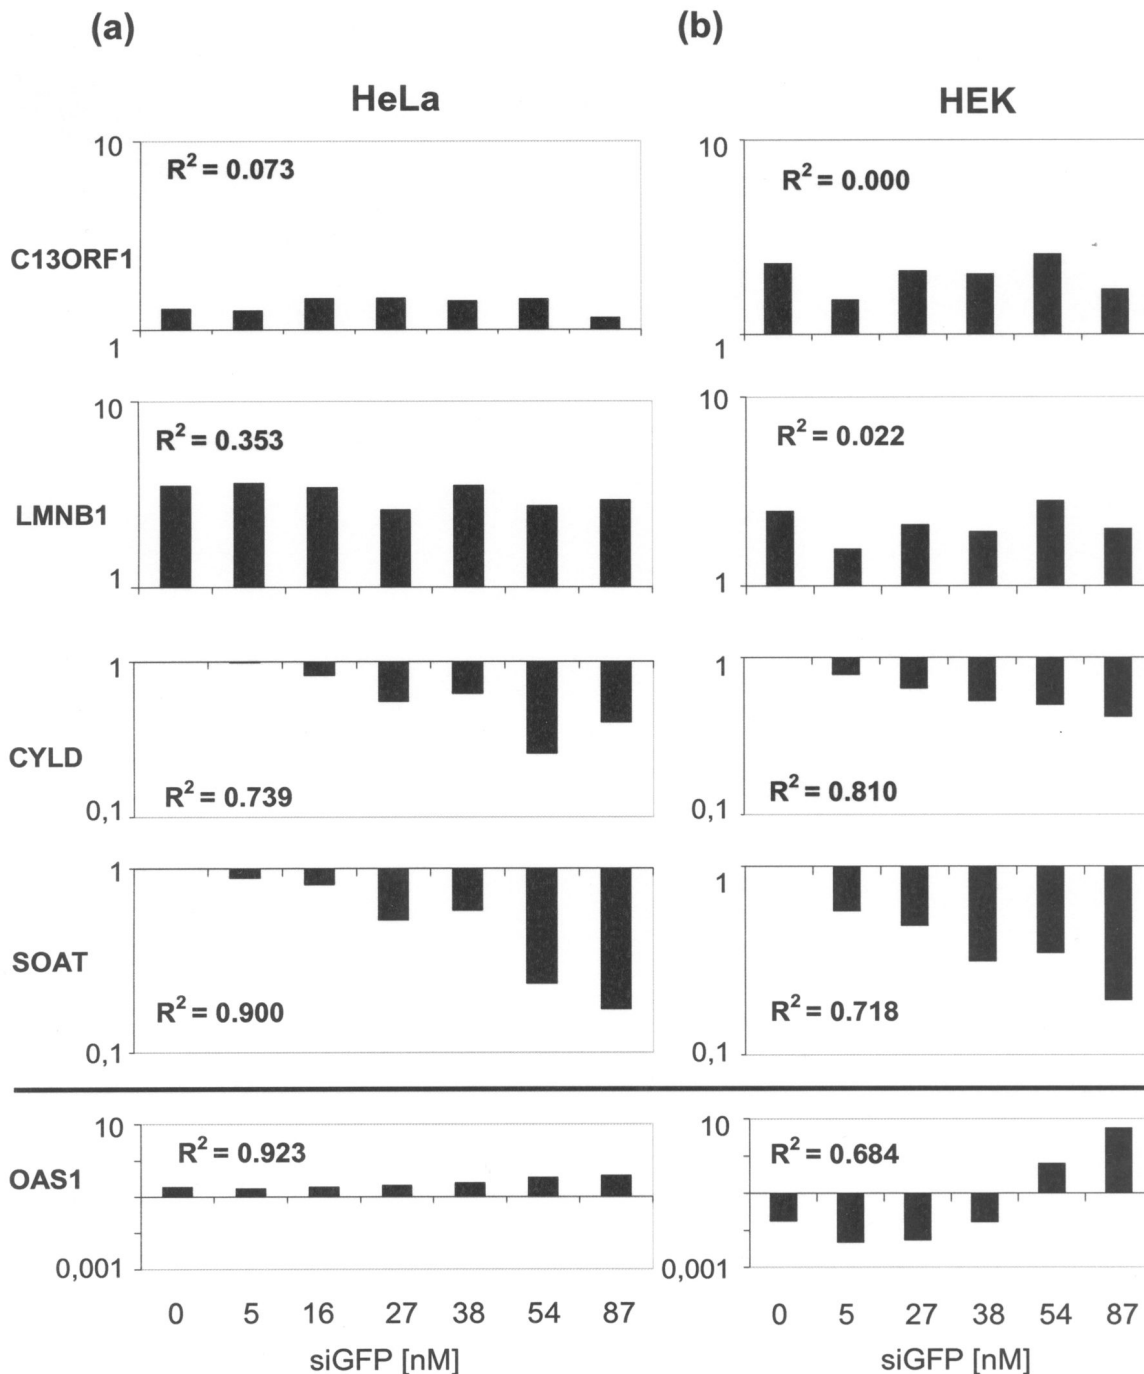 (a) (b)
HeLa HEK
10 10
R² = 0.073 R² = 0.000
C13ORF1
1 1
10 10
R² = 0.353 R² = 0.022
LMNB1
1 1
1 1
CYLD
R² = 0.739 R² = 0.810
0,1 0,1
1 1
SOAT
R² = 0.900 R² = 0.718
0,1 0,1
10 10
R² = 0.923 R² = 0.684
OAS1
0,001 0,001
0 5 16 27 38 54 87 0 5 27 38 54 87
siGFP [nM] siGFP [nM]